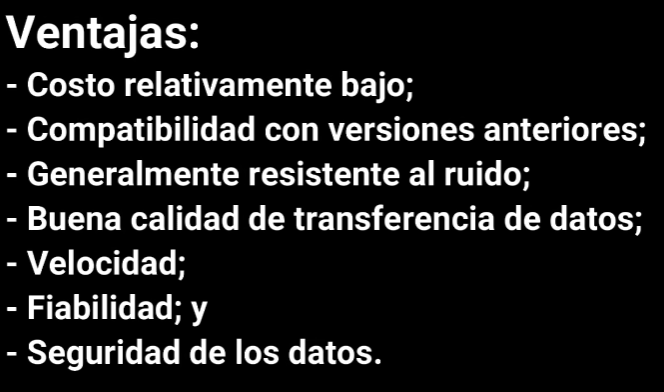 Ventajas:
- Costo relativamente bajo;
- Compatibilidad con versiones anteriores;
- Generalmente resistente al ruido;
- Buena calidad de transferencia de datos;
- Velocidad;
- Fiabilidad; y
- Seguridad de los datos.